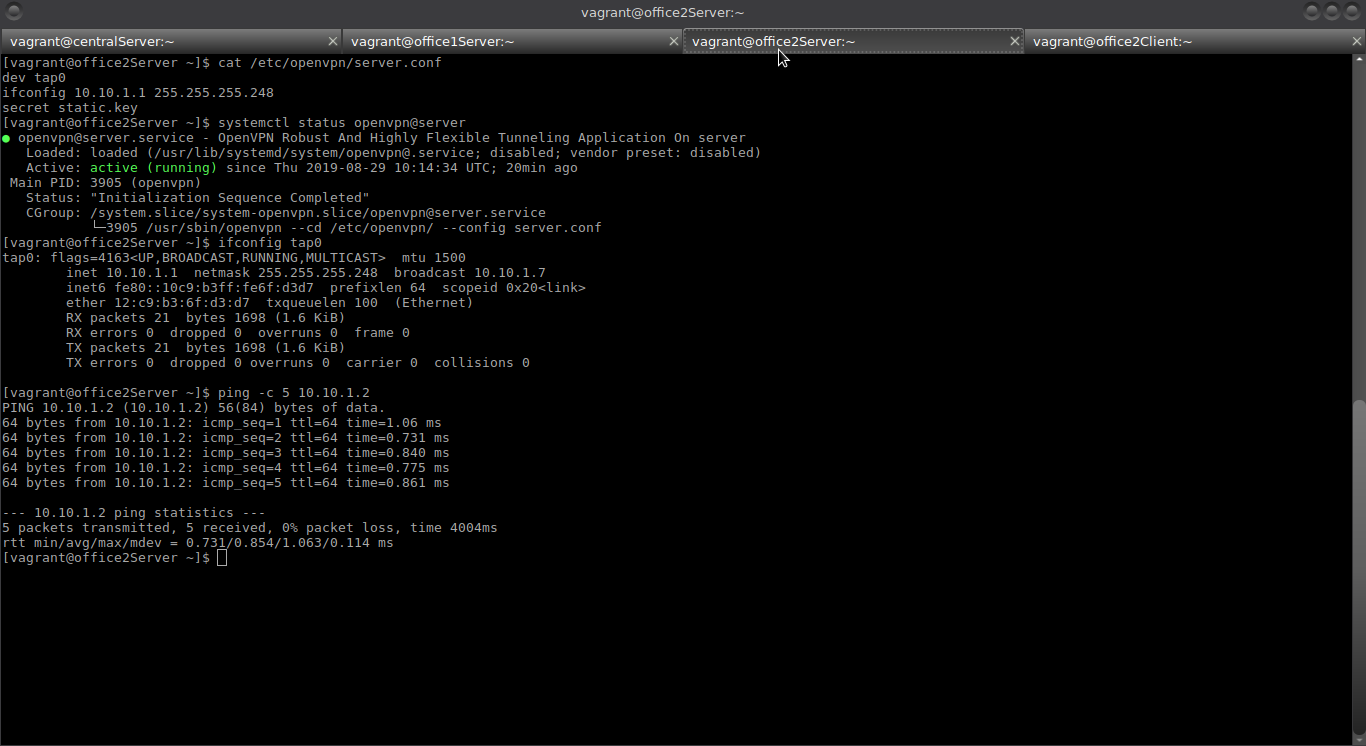 vagrant@office2Server:~
vagrant@centralServer:~
vagrant@office1Server:~
vagrant@office2Server:~
vagrant@office2Client:~
[vagrant@office2Server ~]$ cat /etc/openvpn/server.conf
dev tap0
ifconfig 10.10.1.1 255.255.255.248
secret static.key
[vagrant@office2Server ~]$ systemctl status openvpn@server
● openvpn@server.service - OpenVPN Robust And Highly Flexible Tunneling Application On server
   Loaded: loaded (/usr/lib/systemd/system/openvpn@.service; disabled; vendor preset: disabled)
   Active: active (running) since Thu 2019-08-29 10:14:34 UTC; 20min ago
 Main PID: 3905 (openvpn)
   Status: "Initialization Sequence Completed"
   CGroup: /system.slice/system-openvpn.slice/openvpn@server.service
           └─3905 /usr/sbin/openvpn --cd /etc/openvpn/ --config server.conf
[vagrant@office2Server ~]$ ifconfig tap0
tap0: flags=4163<UP,BROADCAST,RUNNING,MULTICAST>  mtu 1500
        inet 10.10.1.1  netmask 255.255.255.248  broadcast 10.10.1.7
        inet6 fe80::10c9:b3ff:fe6f:d3d7  prefixlen 64  scopeid 0x20<link>
        ether 12:c9:b3:6f:d3:d7  txqueuelen 100  (Ethernet)
        RX packets 21  bytes 1698 (1.6 KiB)
        RX errors 0  dropped 0  overruns 0  frame 0
        TX packets 21  bytes 1698 (1.6 KiB)
        TX errors 0  dropped 0 overruns 0  carrier 0  collisions 0
[vagrant@office2Server ~]$ ping -c 5 10.10.1.2
PING 10.10.1.2 (10.10.1.2) 56(84) bytes of data.
64 bytes from 10.10.1.2: icmp_seq=1 ttl=64 time=1.06 ms
64 bytes from 10.10.1.2: icmp_seq=2 ttl=64 time=0.731 ms
64 bytes from 10.10.1.2: icmp_seq=3 ttl=64 time=0.840 ms
64 bytes from 10.10.1.2: icmp_seq=4 ttl=64 time=0.775 ms
64 bytes from 10.10.1.2: icmp_seq=5 ttl=64 time=0.861 ms
--- 10.10.1.2 ping statistics ---
5 packets transmitted, 5 received, 0% packet loss, time 4004ms
rtt min/avg/max/mdev = 0.731/0.854/1.063/0.114 ms
[vagrant@office2Server ~]$